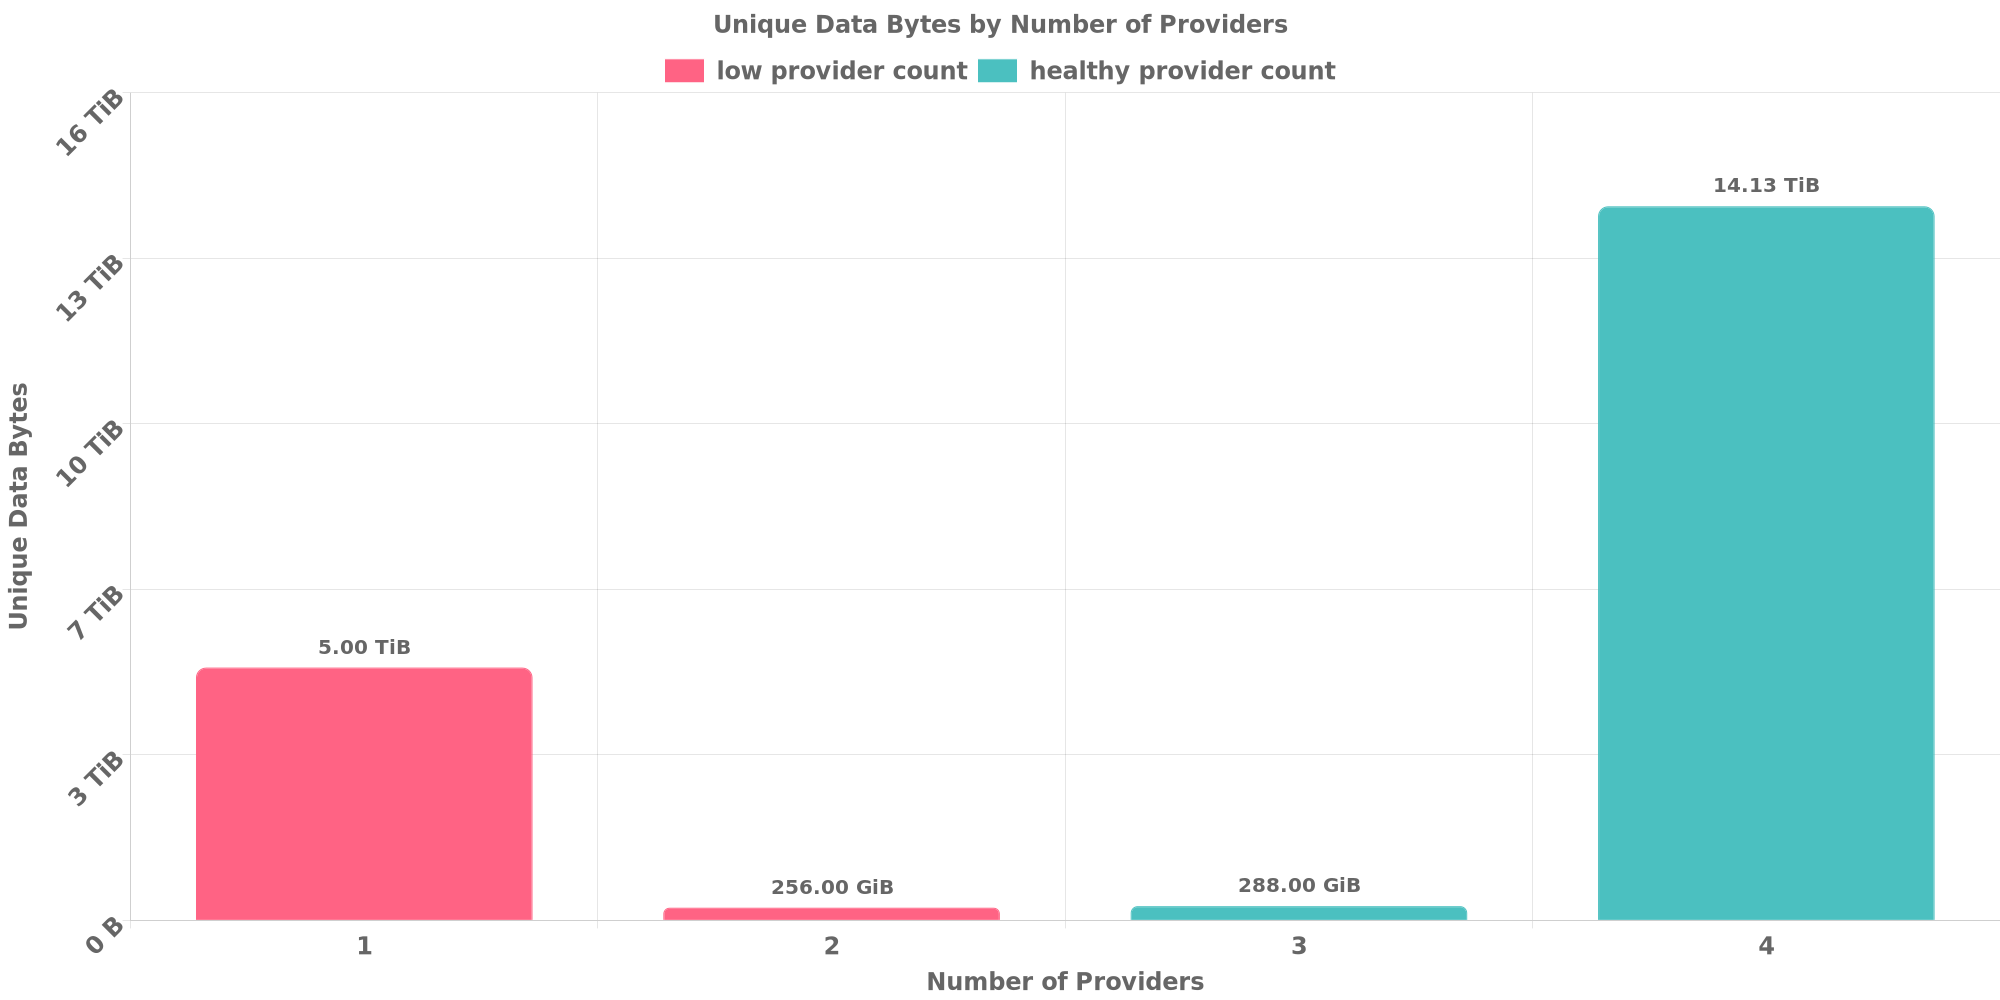 Unique Data Bytes by Number of Providers
low provider count
healthy provider count
Unique Data Bytes
16 TiB
13 TiB
10 TiB
7 TiB
3 TiB
0 B
5.00 TiB
256.00 GiB
288.00 GiB
14.13 TiB
1
2
3
4
Number of Providers